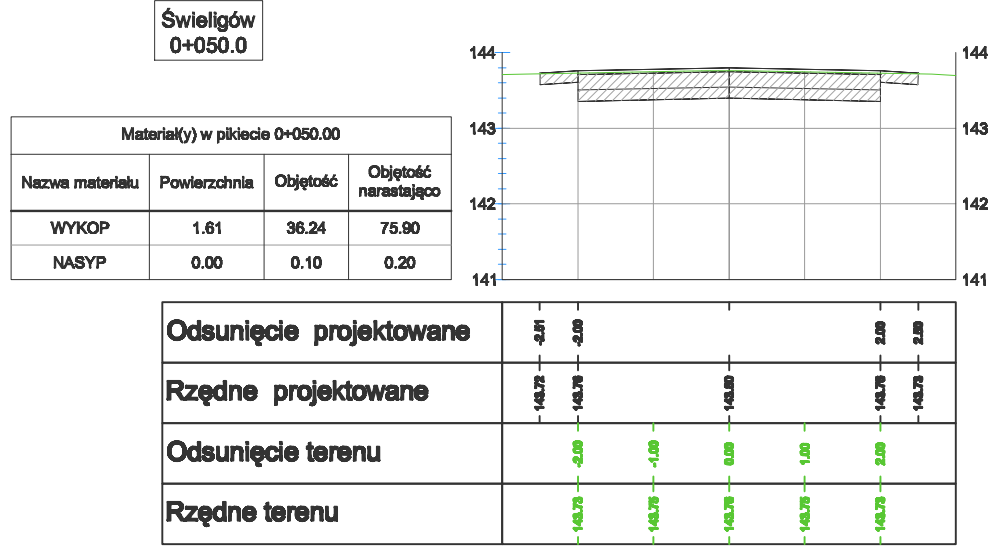 Świeligów
0+050.0
Materiał(y) w pikiecie 0+050.00
Nazwa materiału Powierzchnia Objętość Objętość narastająco
WYKOP 1.61 36.24 75.90
NASYP 0.00 0.10 0.20
144 144
143 143
142 142
141 141
Odsunięcie projektowane -2.51 -2.00 2.00 2.50
Rzędne projektowane 143.72 143.76 143.80 143.76 143.73
Odsunięcie terenu -2.00 -1.00 0.00 1.00 2.00
Rzędne terenu 143.73 143.75 143.76 143.75 143.73